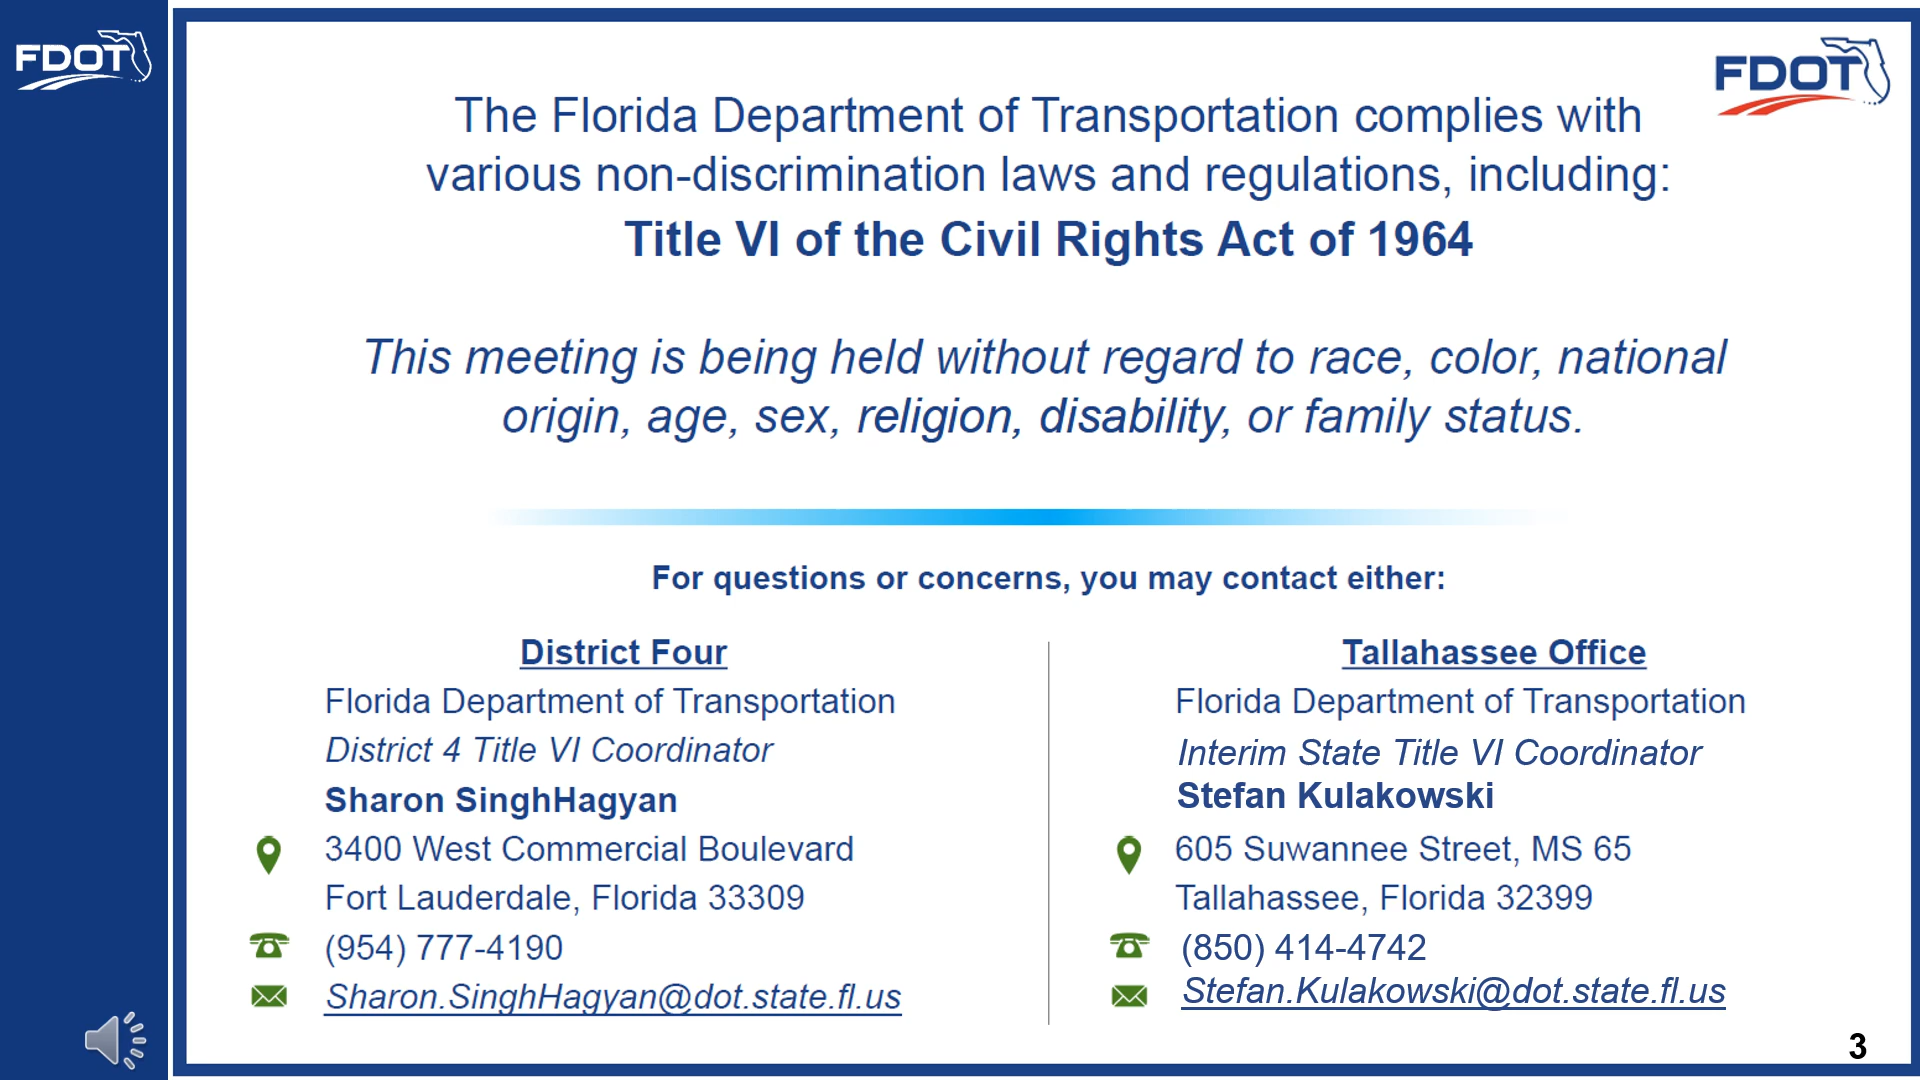 FDOT
FDOT
The Florida Department of Transportation complies with
various non-discrimination laws and regulations, including:
Title VI of the Civil Rights Act of 1964
This meeting is being held without regard to race, color, national
origin, age, sex, religion, disability, or family status.
For questions or concerns, you may contact either:
District Four
Florida Department of Transportation
District 4 Title VI Coordinator
Sharon SinghHagyan
3400 West Commercial Boulevard
Fort Lauderdale, Florida 33309
(954) 777-4190
Sharon.SinghHagyan@dot.state.fl.us
Tallahassee Office
Florida Department of Transportation
Interim State Title VI Coordinator
Stefan Kulakowski
605 Suwannee Street, MS 65
Tallahassee, Florida 32399
(850) 414-4742
Stefan.Kulakowski@dot.state.fl.us
3